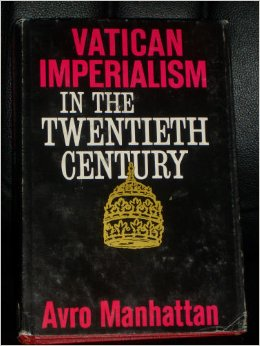 VATICAN
IMPERIALISM
IN THE
TWENTIETH
CENTURY
Avro Manhattan